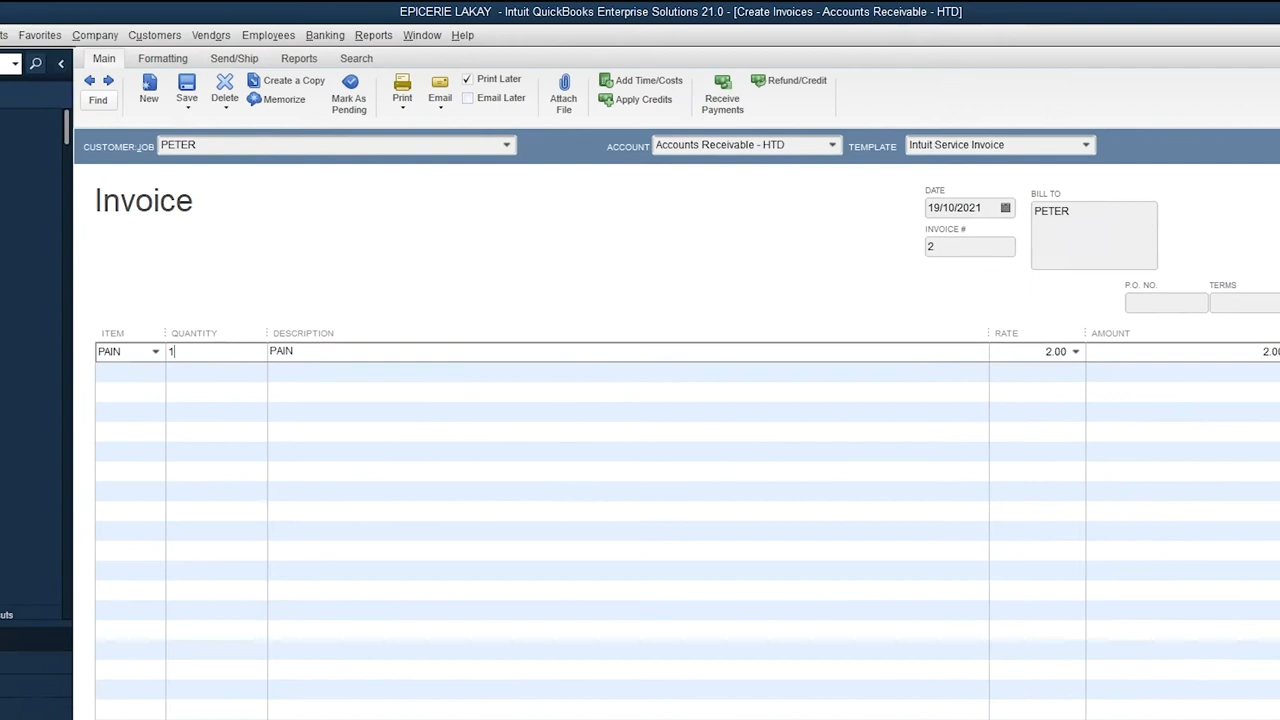 EPICERIE LAKAY - Intuit QuickBooks Enterprise Solutions 21.0 - [Create Invoices - Accounts Receivable - HTD]
ts Favorites Company Customers Vendors Employees Banking Reports Window Help
Main Formatting Send/Ship Reports Search
Find
New
Save
Delete
Create a Copy
Memorize
Mark As
Pending
Print
Email
Print Later
Email Later
Attach
File
Add Time/Costs
Apply Credits
Receive
Payments
Refund/Credit
CUSTOMER:JOB PETER ACCOUNT Accounts Receivable - HTD TEMPLATE Intuit Service Invoice
Invoice
DATE
19/10/2021
INVOICE #
2
BILL TO
PETER
P.O. NO. TERMS
ITEM QUANTITY DESCRIPTION RATE AMOUNT
PAIN 1 PAIN 2.00 2.00
uts